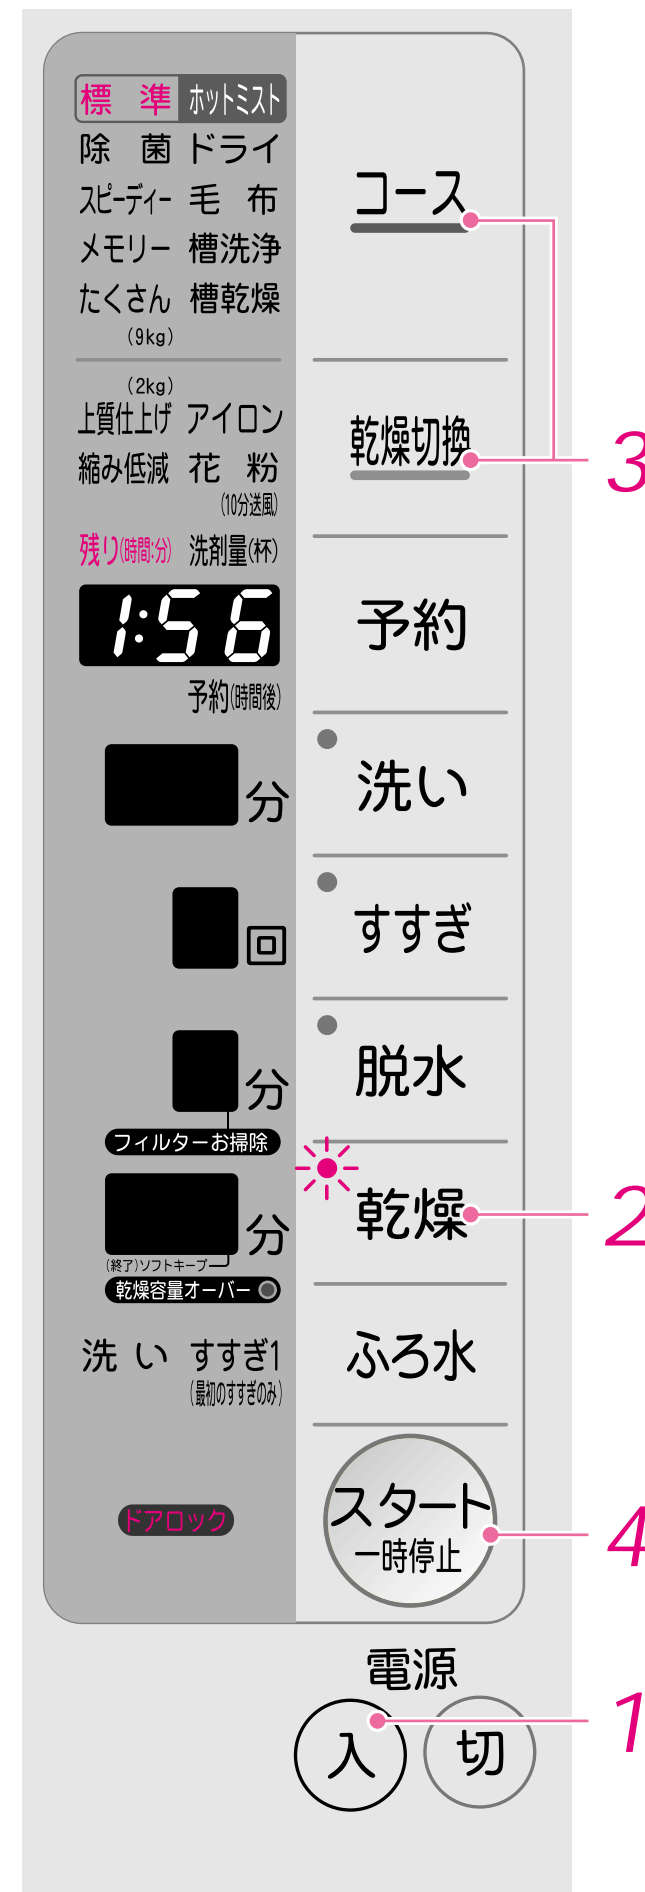 標 準 ホットミスト
除 菌 ドライ
スピーディー 毛 布
メモリー 槽洗浄
たくさん 槽乾燥
(9kg)
コース
(2kg)
上質仕上げ アイロン
縮み低減 花 粉
(10分送風)
乾燥切換
3
残り(時間:分) 洗剤量(杯)
1:56
予約(時間後)
予約
分
洗い
回
すすぎ
分
脱水
フィルターお掃除
分
乾燥
2
(終了)ソフトキープ
乾燥容量オーバー
洗 い すすぎ1
(最初のすすぎのみ)
ふろ水
ドアロック
スタート
一時停止
4
電源
入 切
1